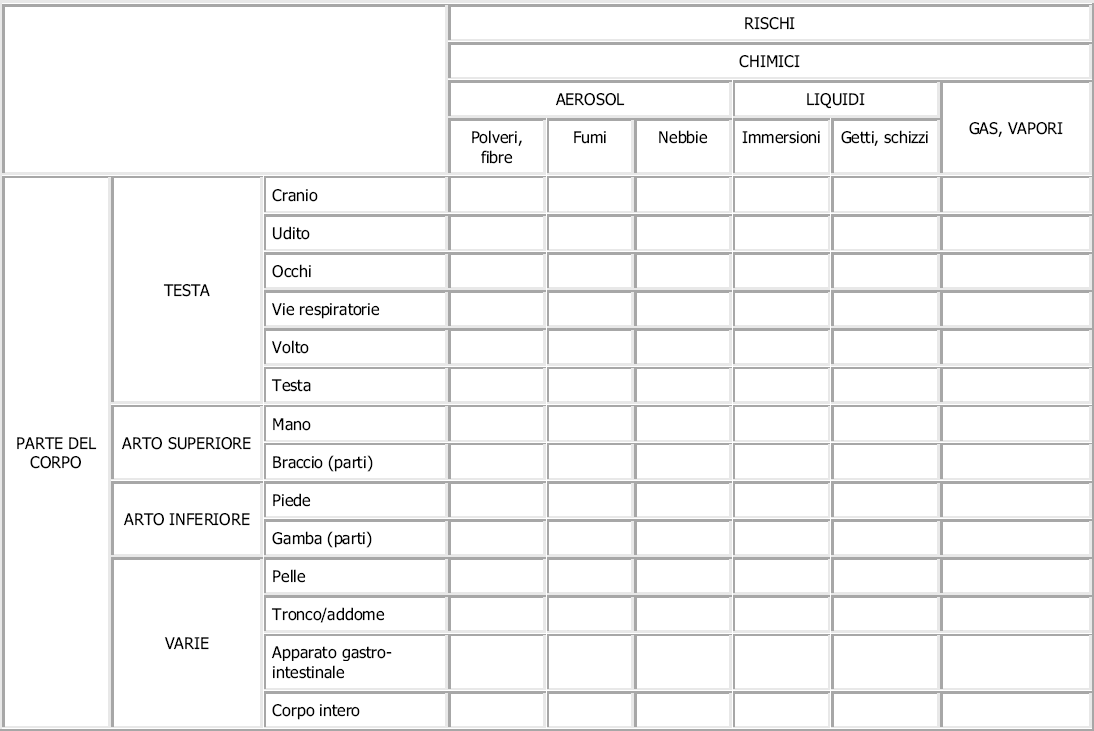 RISCHI
CHIMICI
AEROSOL
LIQUIDI
GAS, VAPORI
Polveri,
fibre
Fumi
Nebbie
Immersioni
Getti, schizzi
PARTE DEL
CORPO
TESTA
Cranio
Udito
Occhi
Vie respiratorie
Volto
Testa
ARTO SUPERIORE
Mano
Braccio (parti)
ARTO INFERIORE
Piede
Gamba (parti)
VARIE
Pelle
Tronco/addome
Apparato gastro-
intestinale
Corpo intero